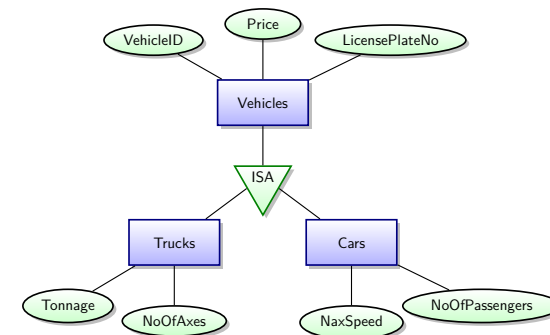 Price
VehicleID
LicensePlateNo
Vehicles
ISA
Trucks
Cars
Tonnage
NoOfPassengers
NoOfAxes
NaxSpeed